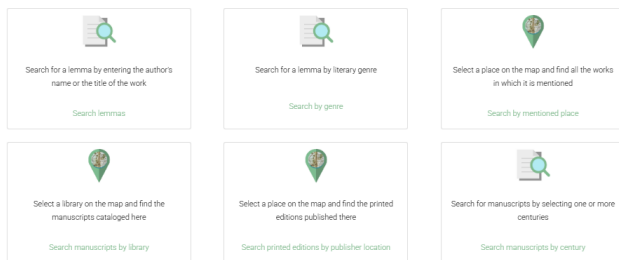 Search for a lemma by entering the author's
name or the title of the work
Search lemmas
Search for a lemma by literary genre
Search by genre
Select a place on the map and find all the works
in which it is mentioned
Search by mentioned place
Select a library on the map and find the
manuscripts cataloged here
Search manuscripts by library
Select a place on the map and find the printed
editions published there
Search printed editions by publisher location
Search for manuscripts by selecting one or more
centuries
Search manuscripts by century